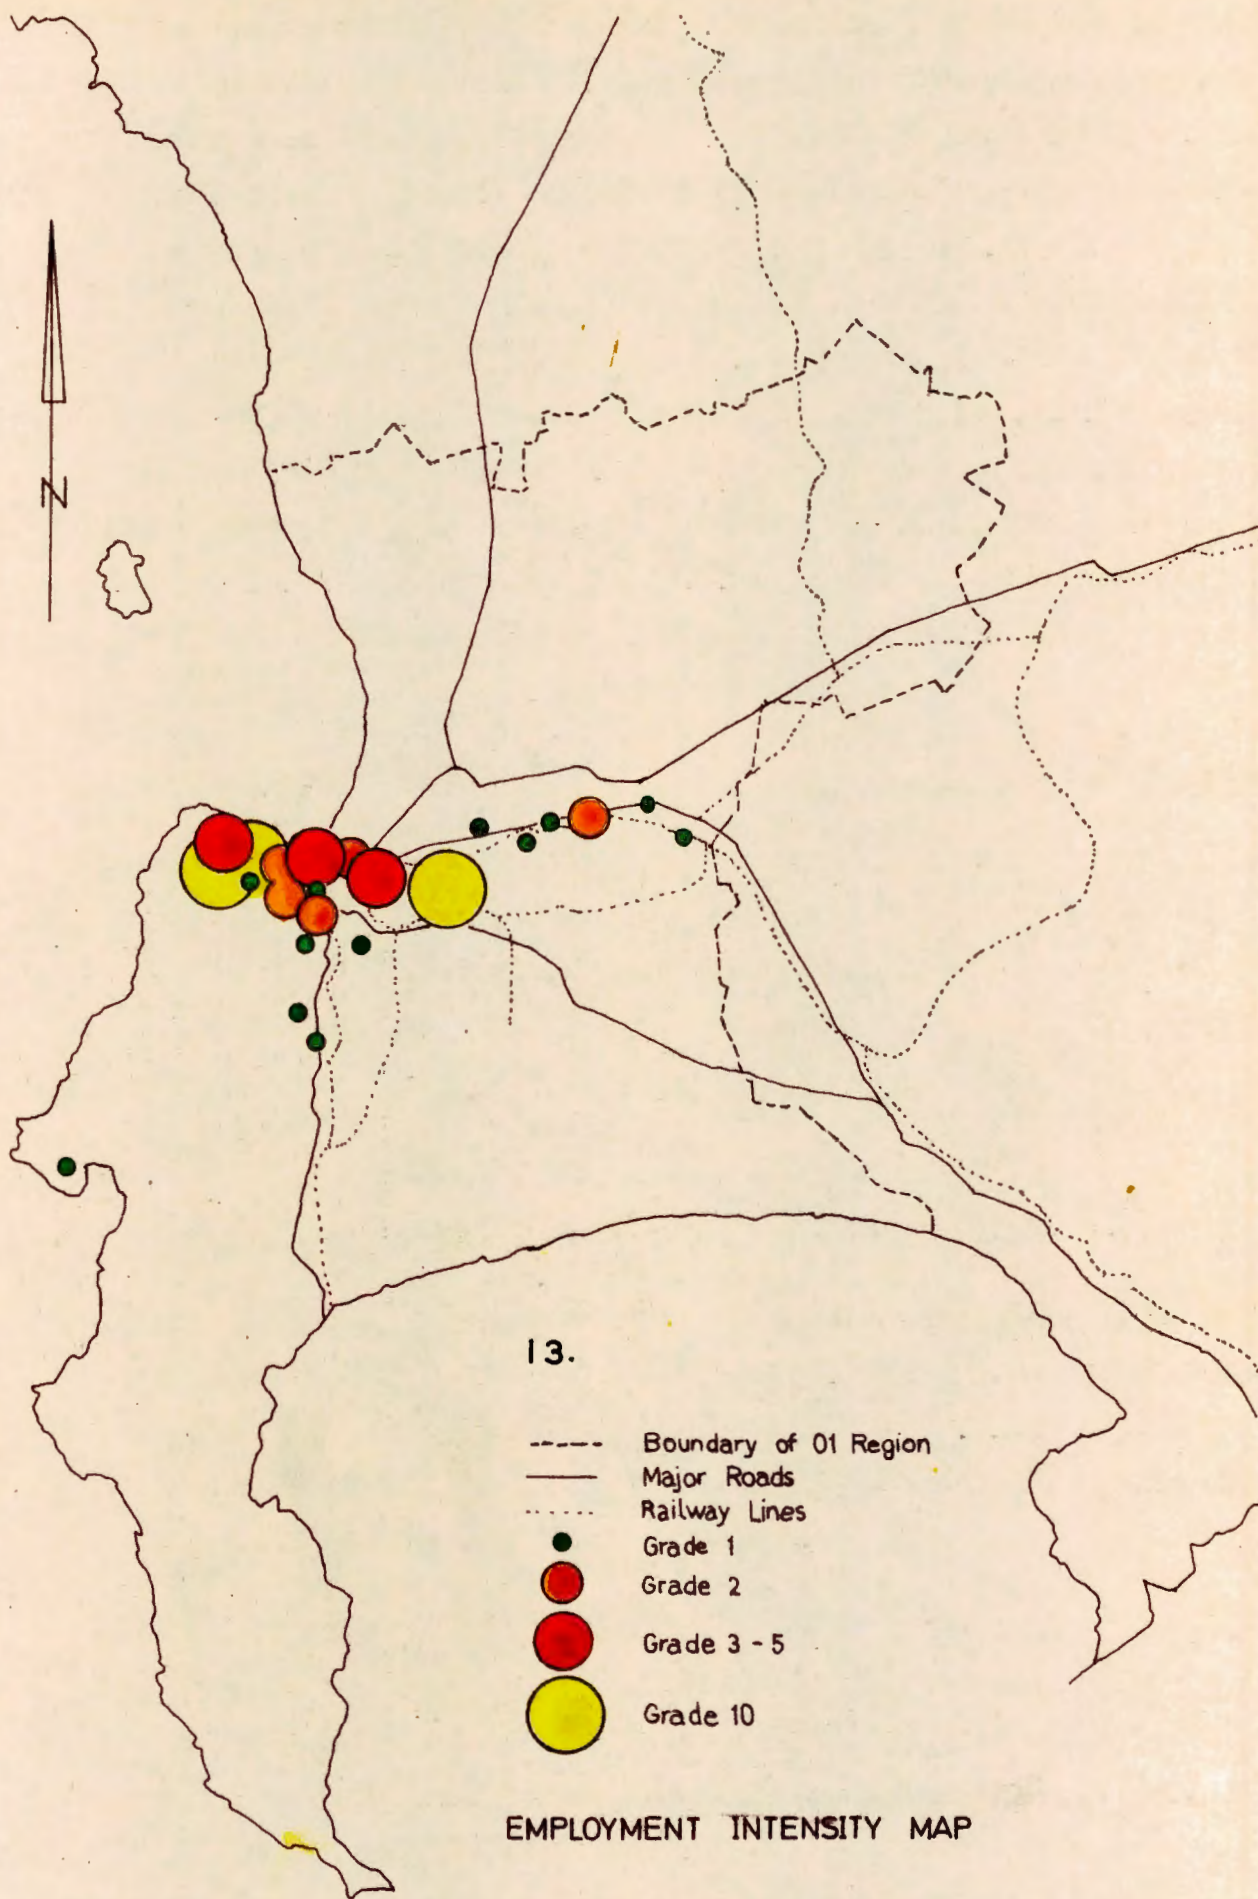 N
13.
Boundary of 01 Region
Major Roads
Railway Lines
Grade 1
Grade 2
Grade 3 - 5
Grade 10
EMPLOYMENT INTENSITY MAP